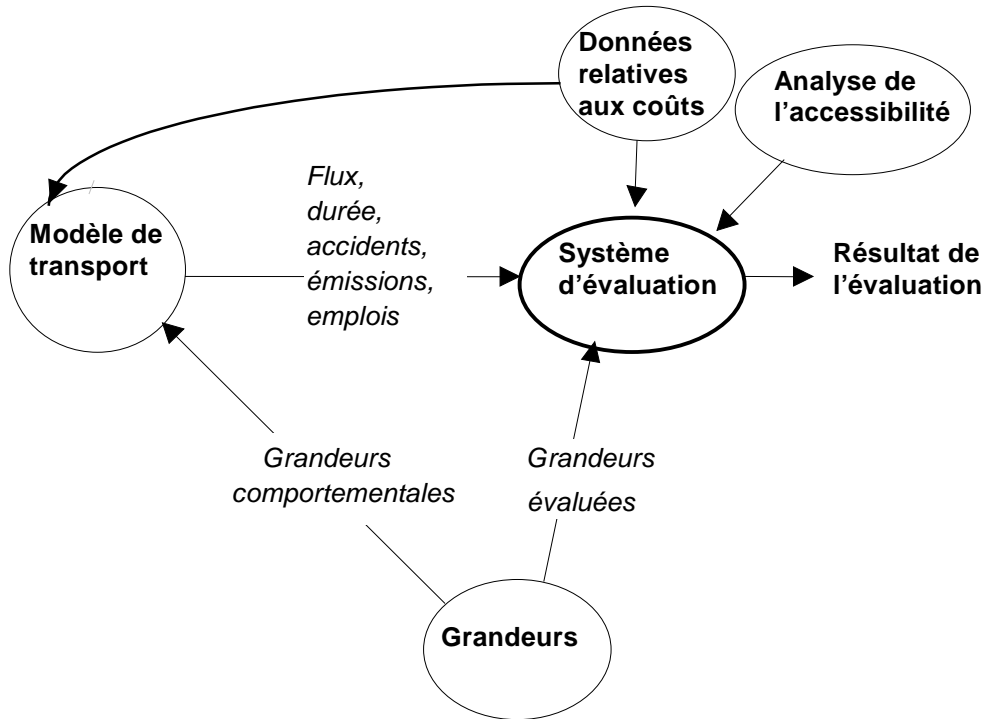 Données
relatives
aux coûts
Analyse de
l'accessibilité
Flux,
durée,
accidents,
émissions,
emplois
Modèle de
transport
Système
d'évaluation
Résultat de
l'évaluation
Grandeurs
comportementales
Grandeurs
évaluées
Grandeurs